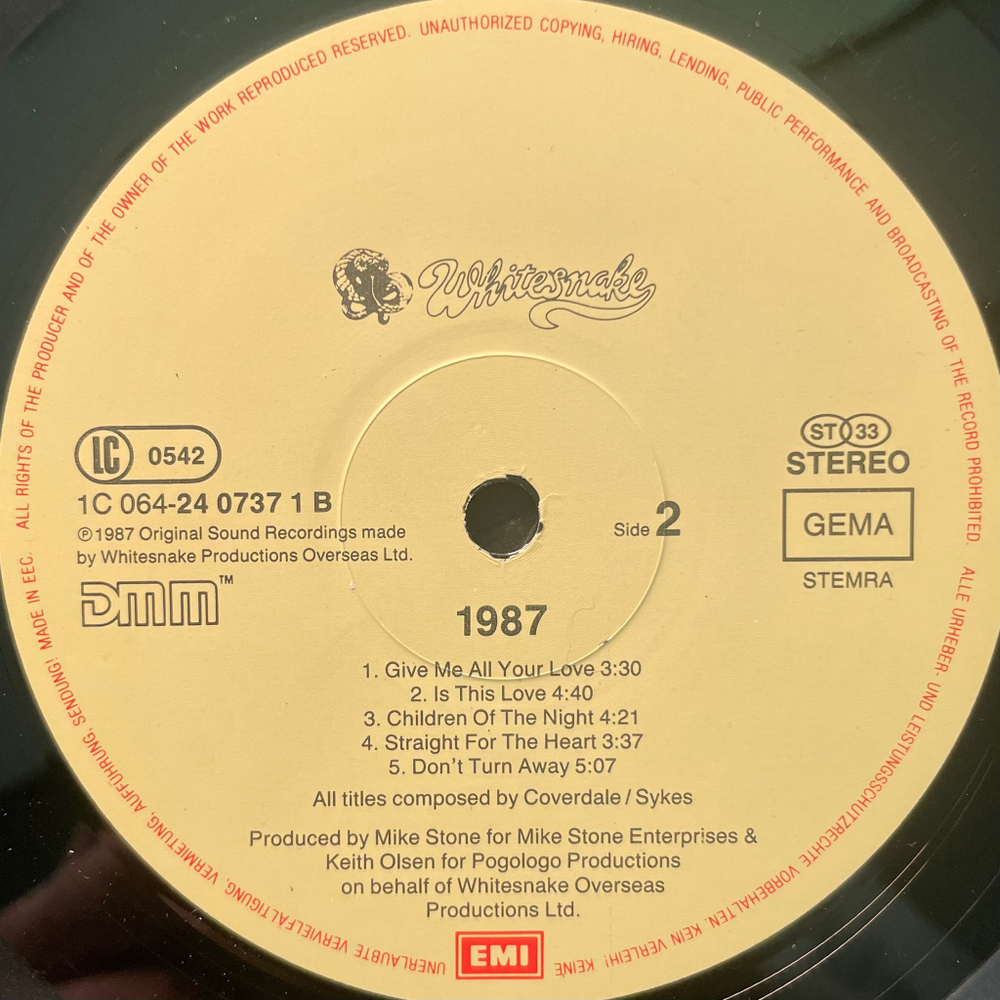 ALL RIGHTS OF THE PRODUCER AND OF THE OWNER OF THE WORK REPRODUCED RESERVED. UNAUTHORIZED COPYING, HIRING, LENDING, PUBLIC PERFORMANCE AND BROADCASTING OF THE RECORD PROHIBITED.
ALLE URHEBER- UND LEISTUNGSSCHUTZRECHTE VORBEHALTEN. KEIN VERLEIH! KEINE UNERLAUBTE VERVIELFÄLTIGUNG, VERMIETUNG, AUFFÜHRUNG, SENDUNG! MADE IN EEC.
Whitesnake
LC 0542
1C 064-24 0737 1 B
℗ 1987 Original Sound Recordings made
by Whitesnake Productions Overseas Ltd.
DMM™
ST 33
STEREO
GEMA
STEMRA
Side 2
1987
1. Give Me All Your Love 3:30
2. Is This Love 4:40
3. Children Of The Night 4:21
4. Straight For The Heart 3:37
5. Don't Turn Away 5:07
All titles composed by Coverdale / Sykes
Produced by Mike Stone for Mike Stone Enterprises &
Keith Olsen for Pogologo Productions
on behalf of Whitesnake Overseas
Productions Ltd.
EMI